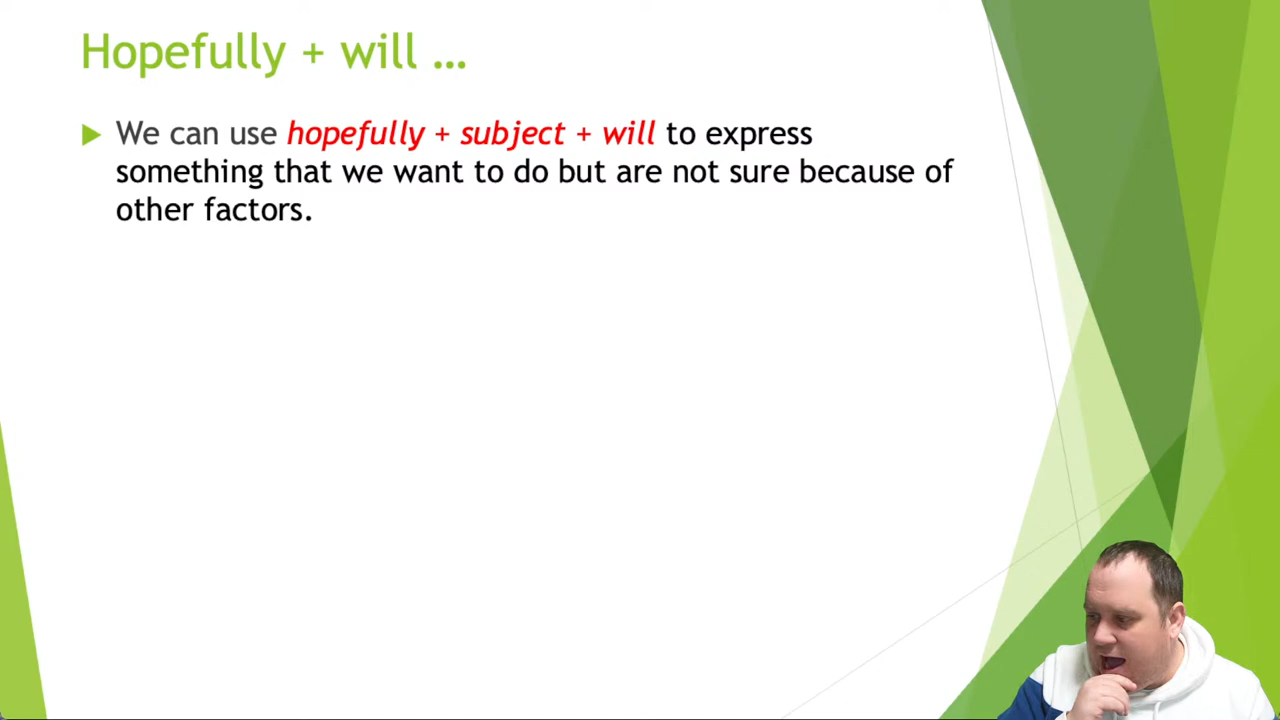 Hopefully + will …
We can use hopefully + subject + will to express
something that we want to do but are not sure because of
other factors.